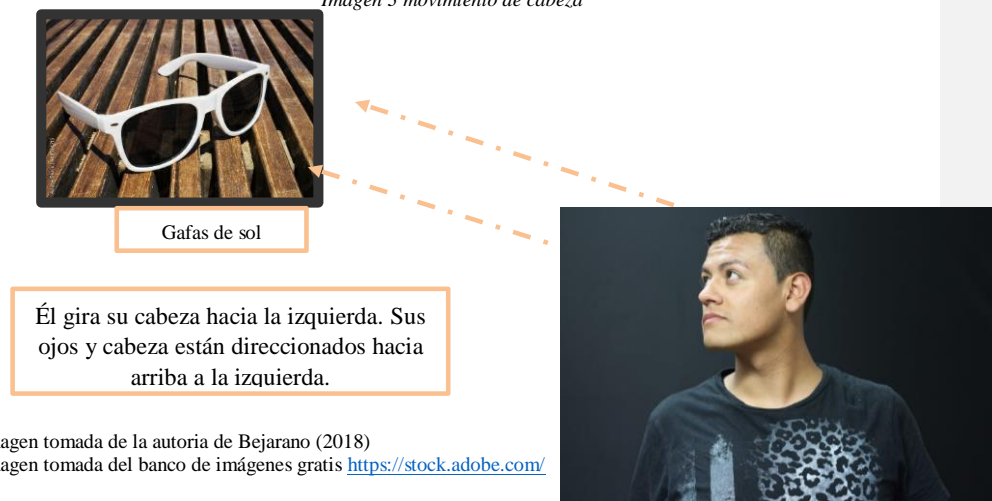 Imagen 3 movimiento de cabeza
Gafas de sol
Él gira su cabeza hacia la izquierda. Sus
ojos y cabeza están direccionados hacia
arriba a la izquierda.
agen tomada de la autoria de Bejarano (2018)
agen tomada del banco de imágenes gratis https://stock.adobe.com/